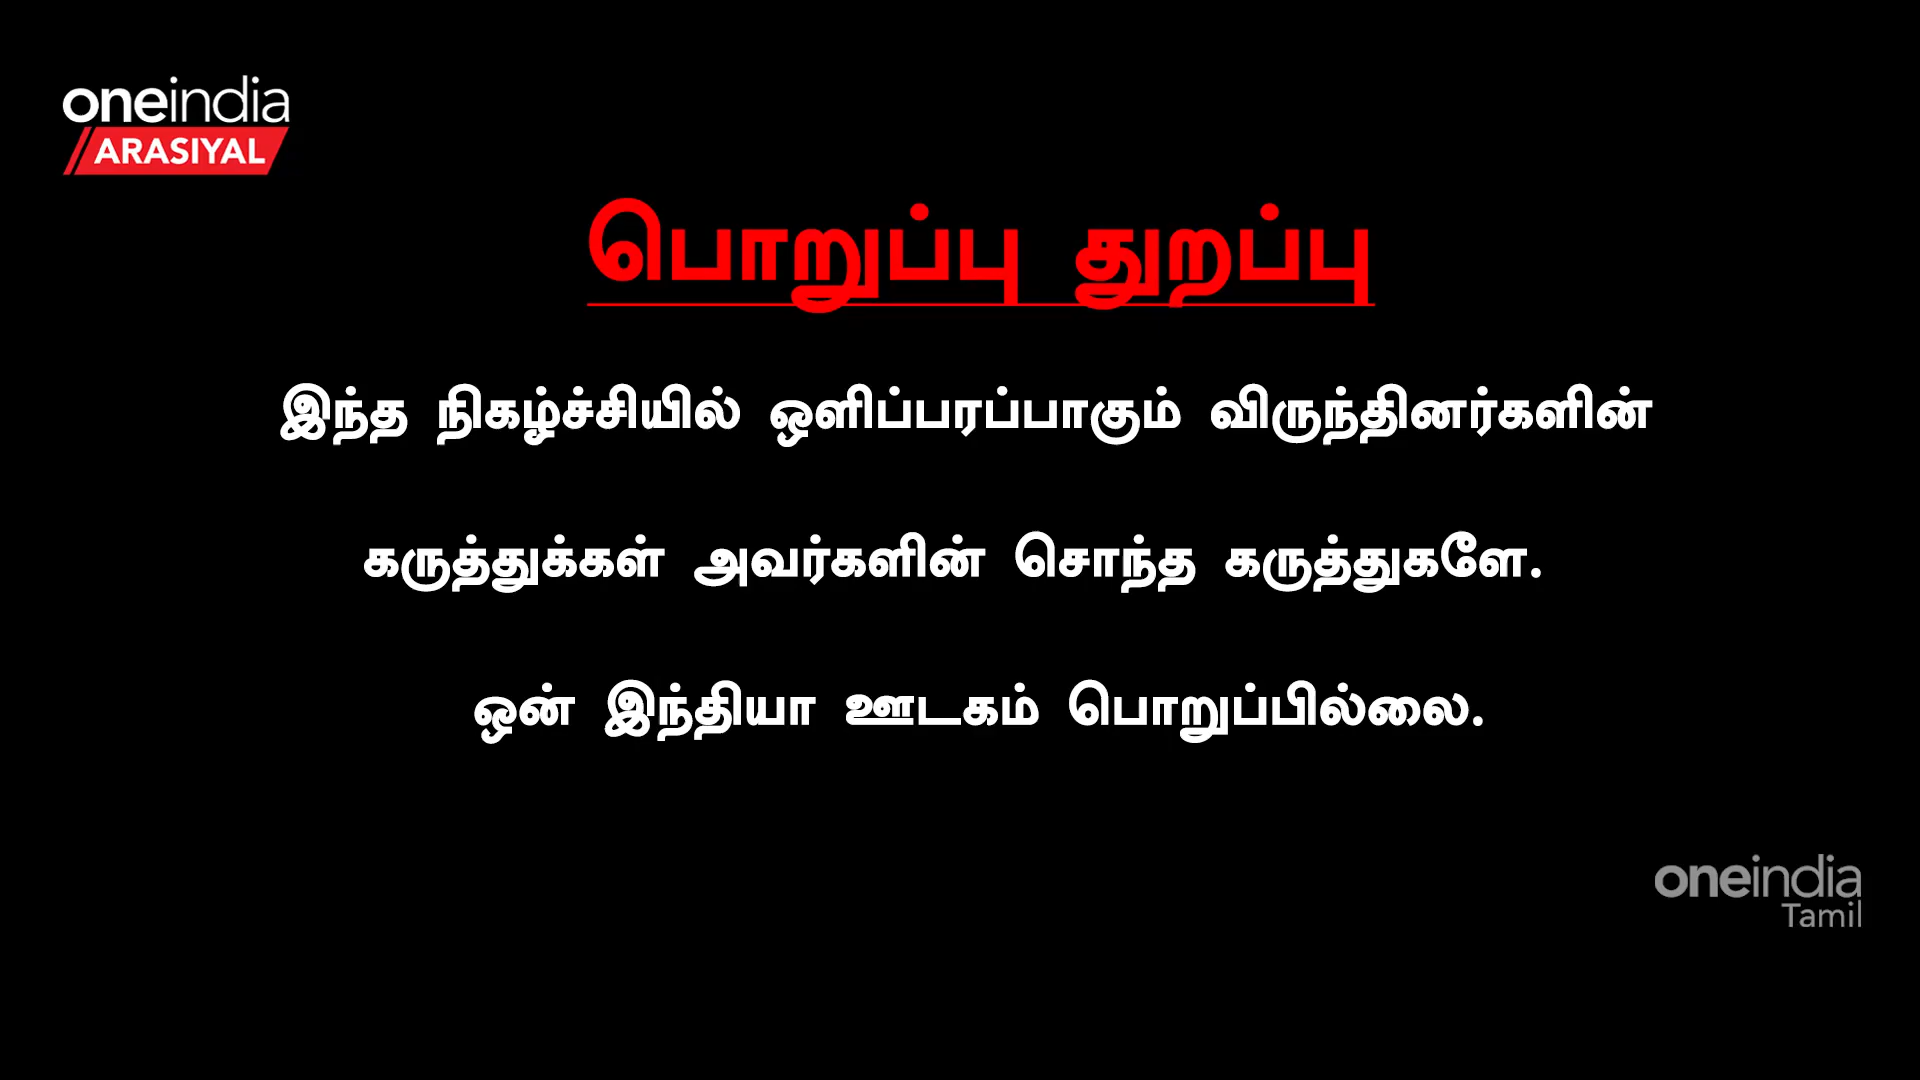 oneindia
ARASIYAL
பொறுப்பு துறப்பு
இந்த நிகழ்ச்சியில் ஒளிப்பரப்பாகும் விருந்தினர்களின்
கருத்துக்கள் அவர்களின் சொந்த கருத்துகளே.
ஒன் இந்தியா ஊடகம் பொறுப்பில்லை.
oneindia
Tamil